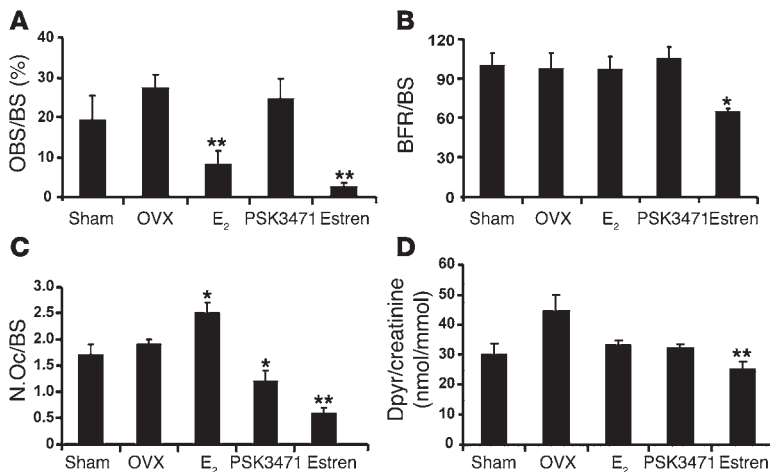 A
OBS/BS (%)
40
30
20
10
0
**
**
Sham OVX E₂ PSK3471 Estren
B
BFR/BS
120
90
60
30
0
*
Sham OVX E₂ PSK3471 Estren
C
N.Oc/BS
3.0
2.5
2.0
1.5
1.0
0.5
0
*
*
**
Sham OVX E₂ PSK3471 Estren
D
Dpyr/creatinine
(nmol/mmol)
60
50
40
30
20
10
0
**
Sham OVX E₂ PSK3471 Estren